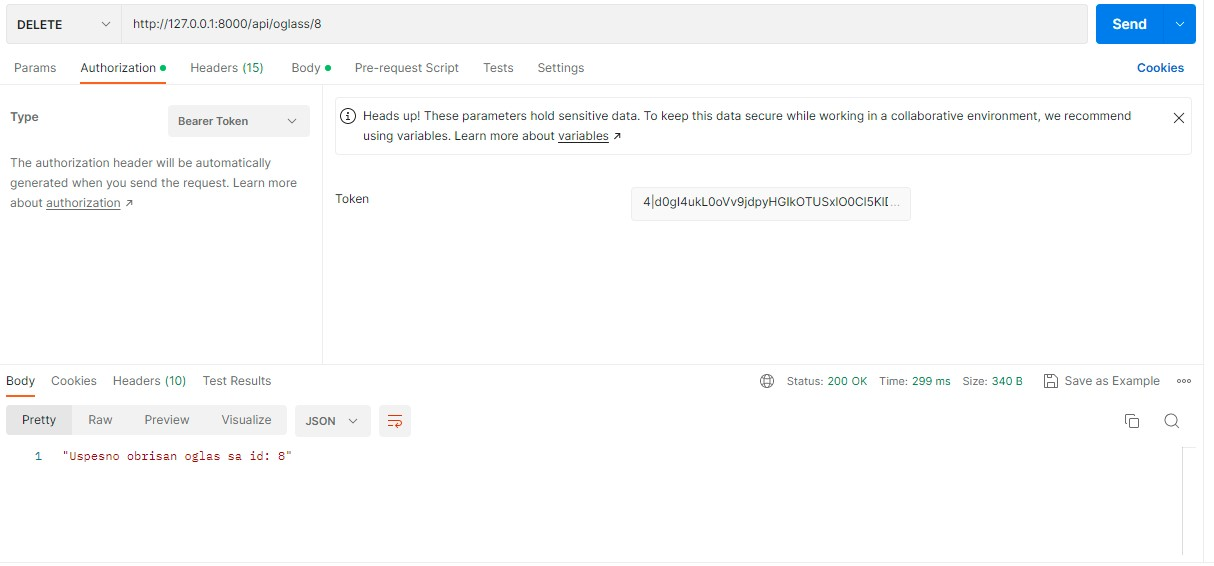 DELETE http://127.0.0.1:8000/api/oglass/8 Send
Params Authorization Headers (15) Body Pre-request Script Tests Settings Cookies
Type Bearer Token
The authorization header will be automatically
generated when you send the request. Learn more
about authorization ↗
Heads up! These parameters hold sensitive data. To keep this data secure while working in a collaborative environment, we recommend
using variables. Learn more about variables ↗
Token 4|d0gI4ukL0oVv9jdpyHGIkOTUSxIO0CI5KID...
Body Cookies Headers (10) Test Results Status: 200 OK Time: 299 ms Size: 340 B Save as Example
Pretty Raw Preview Visualize JSON
1 "Uspesno obrisan oglas sa id: 8"